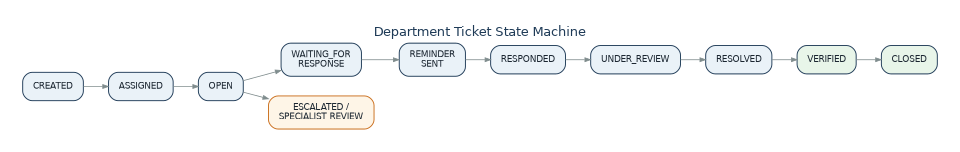 Department Ticket State Machine
CREATED
ASSIGNED
OPEN
WAITING_FOR
RESPONSE
REMINDER
SENT
RESPONDED
UNDER_REVIEW
RESOLVED
VERIFIED
CLOSED
ESCALATED /
SPECIALIST REVIEW